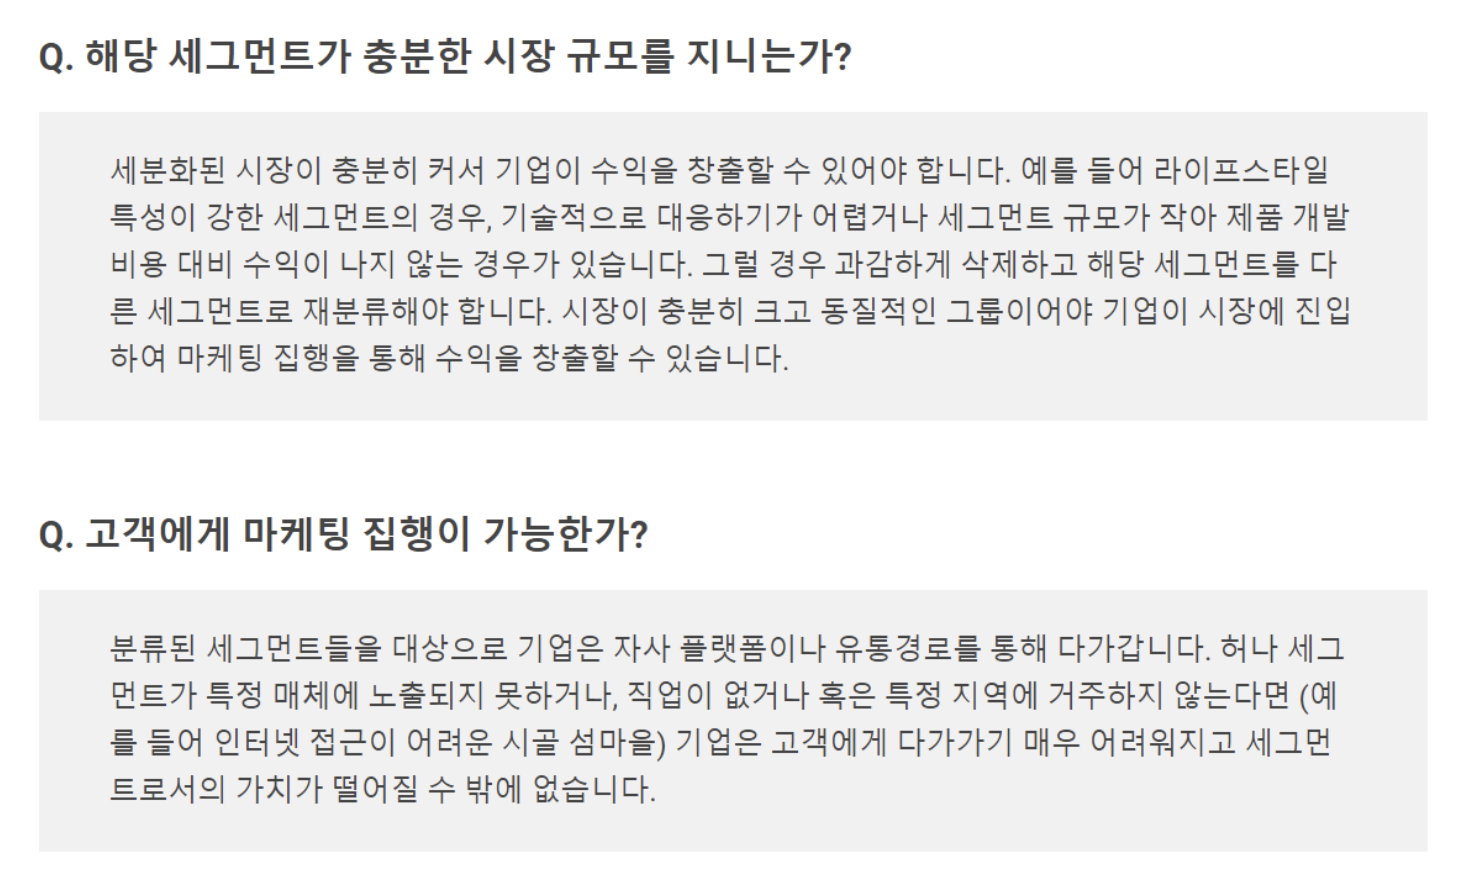 Q. 해당 세그먼트가 충분한 시장 규모를 지니는가?
세분화된 시장이 충분히 커서 기업이 수익을 창출할 수 있어야 합니다. 예를 들어 라이프스타일
특성이 강한 세그먼트의 경우, 기술적으로 대응하기가 어렵거나 세그먼트 규모가 작아 제품 개발
비용 대비 수익이 나지 않는 경우가 있습니다. 그럴 경우 과감하게 삭제하고 해당 세그먼트를 다
른 세그먼트로 재분류해야 합니다. 시장이 충분히 크고 동질적인 그룹이어야 기업이 시장에 진입
하여 마케팅 집행을 통해 수익을 창출할 수 있습니다.
Q. 고객에게 마케팅 집행이 가능한가?
분류된 세그먼트들을 대상으로 기업은 자사 플랫폼이나 유통경로를 통해 다가갑니다. 허나 세그
먼트가 특정 매체에 노출되지 못하거나, 직업이 없거나 혹은 특정 지역에 거주하지 않는다면 (예
를 들어 인터넷 접근이 어려운 시골 섬마을) 기업은 고객에게 다가가기 매우 어려워지고 세그먼
트로서의 가치가 떨어질 수 밖에 없습니다.